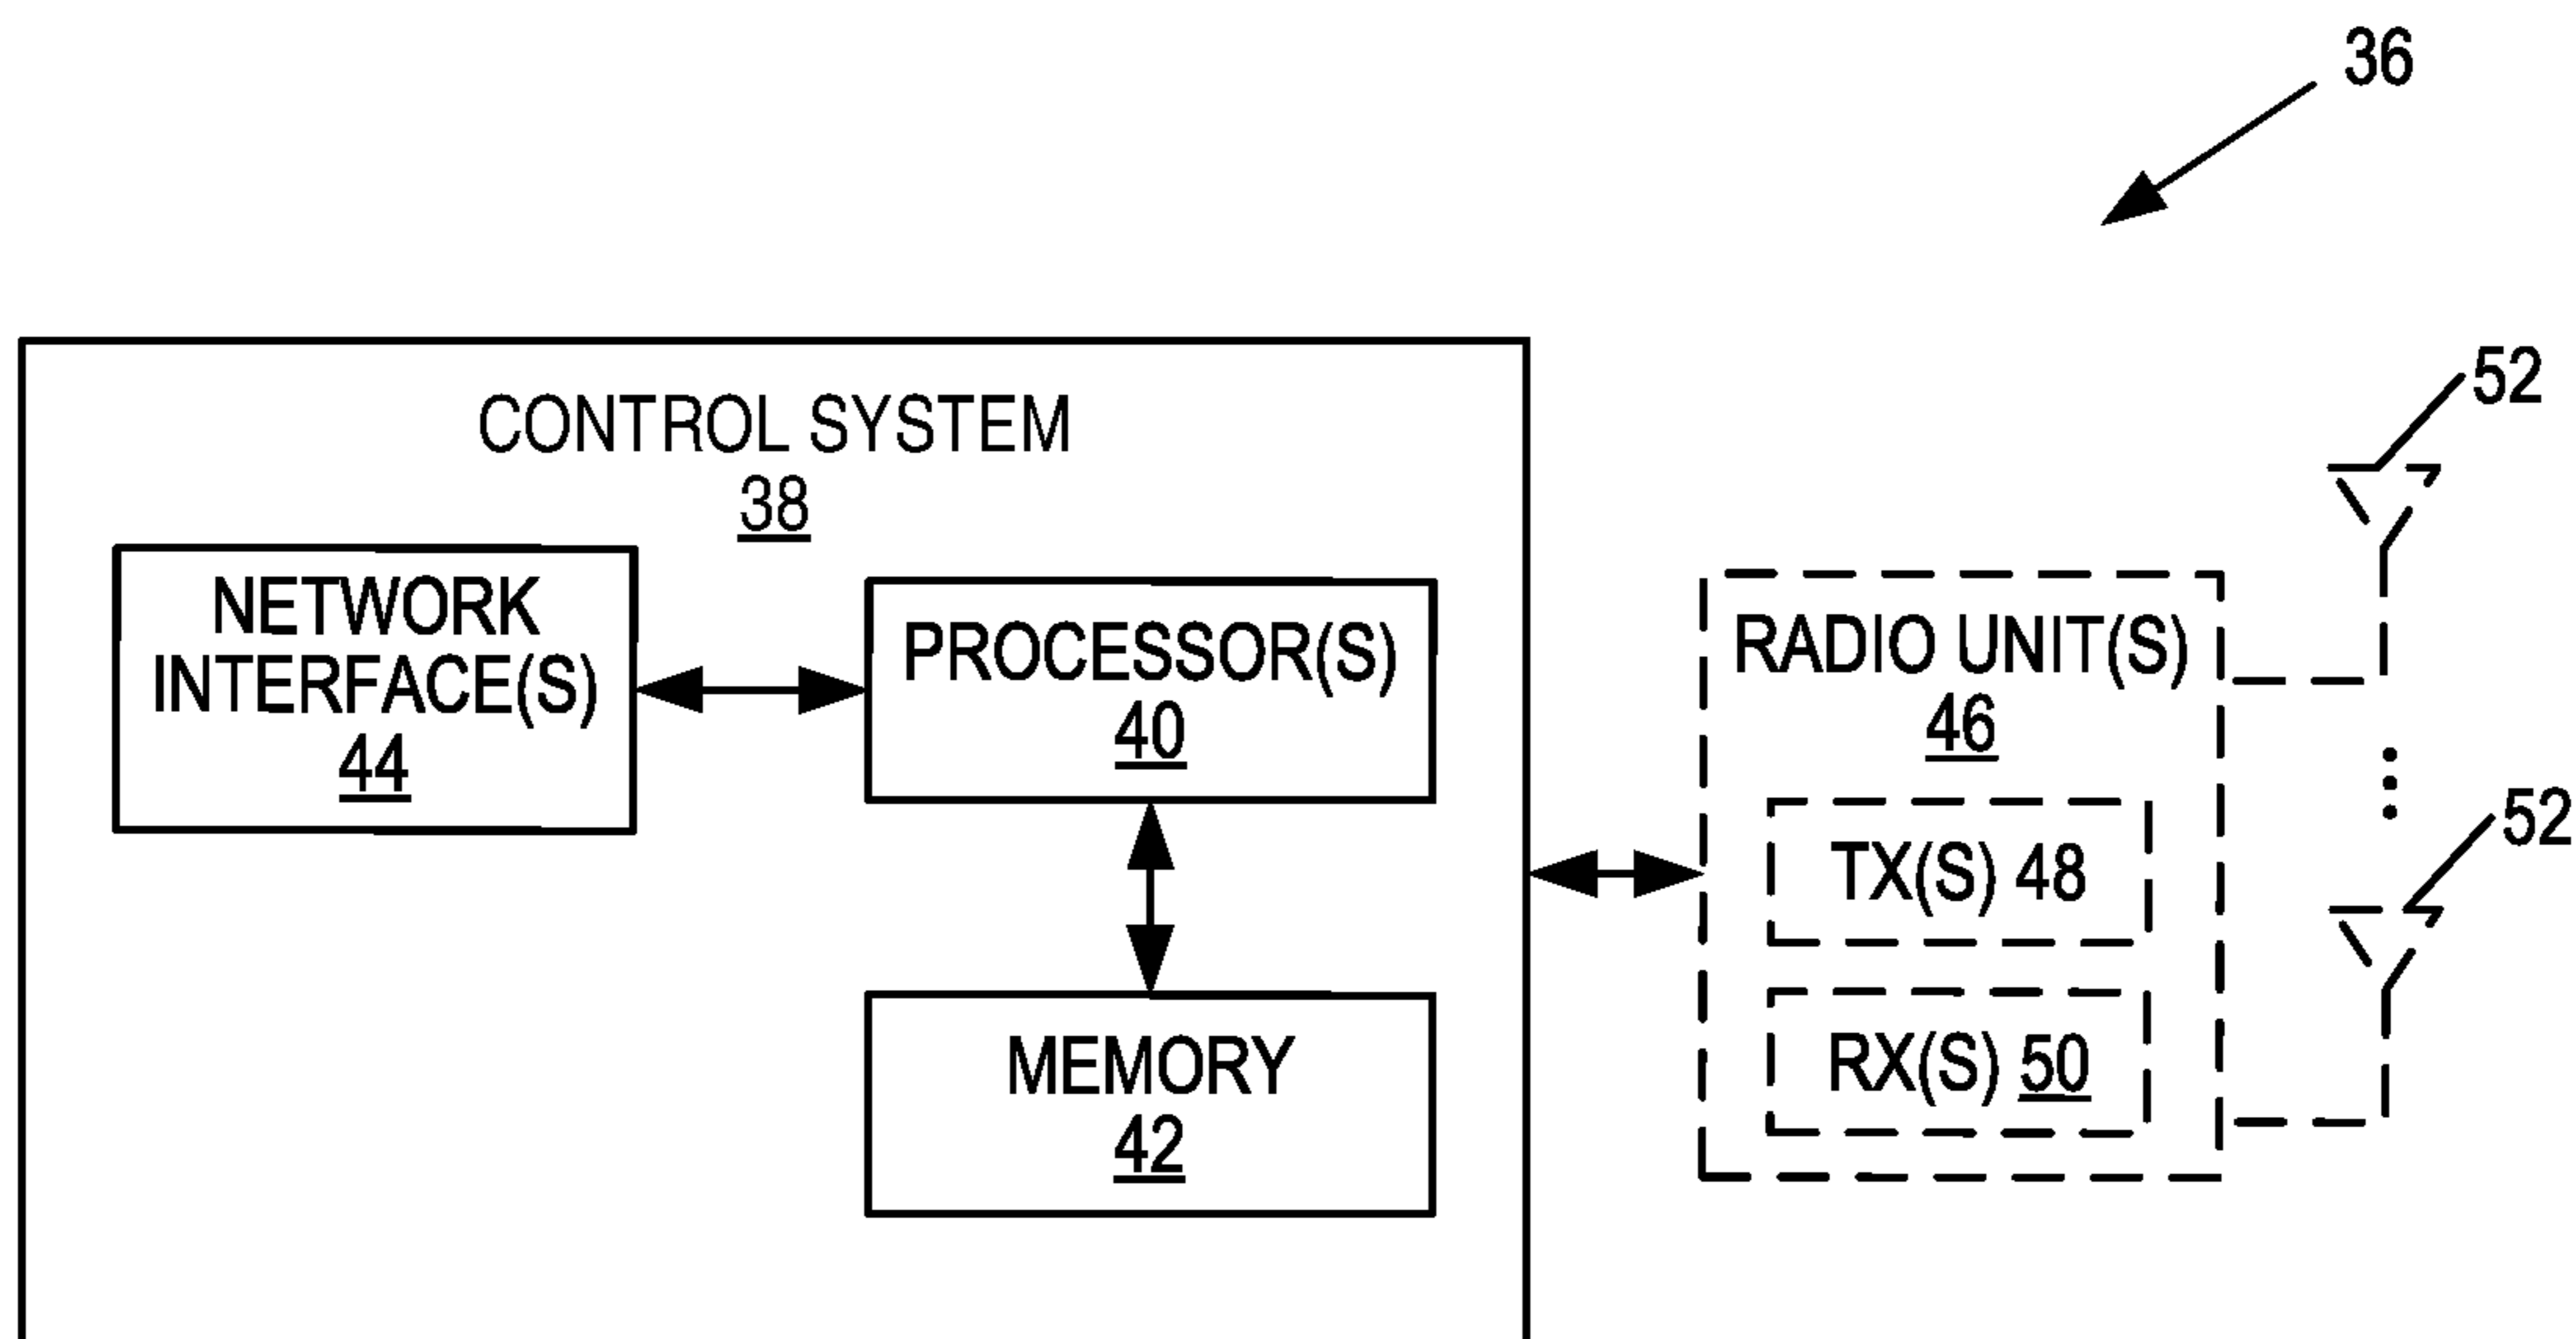 36
CONTROL SYSTEM
38
NETWORK
INTERFACE(S)
44
PROCESSOR(S)
40
MEMORY
42
RADIO UNIT(S)
46
TX(S) 48
RX(S) 50
52
52